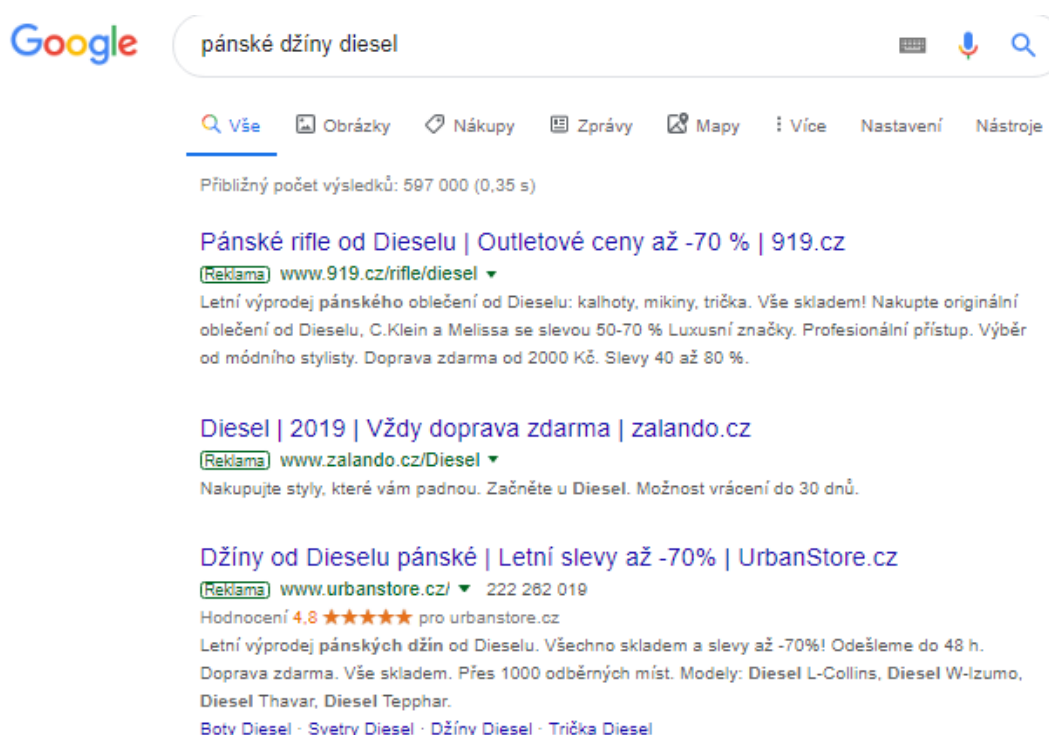 Google
pánské džíny diesel
Vše Obrázky Nákupy Zprávy Mapy Více Nastavení Nástroje
Přibližný počet výsledků: 597 000 (0,35 s)
Pánské rifle od Dieselu | Outletové ceny až -70 % | 919.cz
Reklama www.919.cz/rifle/diesel
Letní výprodej pánského oblečení od Dieselu: kalhoty, mikiny, trička. Vše skladem! Nakupte originální
oblečení od Dieselu, C.Klein a Melissa se slevou 50-70 % Luxusní značky. Profesionální přístup. Výběr
od módního stylisty. Doprava zdarma od 2000 Kč. Slevy 40 až 80 %.
Diesel | 2019 | Vždy doprava zdarma | zalando.cz
Reklama www.zalando.cz/Diesel
Nakupujte styly, které vám padnou. Začněte u Diesel. Možnost vrácení do 30 dnů.
Džíny od Dieselu pánské | Letní slevy až -70% | UrbanStore.cz
Reklama www.urbanstore.cz/ 222 262 019
Hodnocení 4,8 ★★★★★ pro urbanstore.cz
Letní výprodej pánských džín od Dieselu. Všechno skladem a slevy až -70%! Odešleme do 48 h.
Doprava zdarma. Vše skladem. Přes 1000 odběrných míst. Modely: Diesel L-Collins, Diesel W-Izumo,
Diesel Thavar, Diesel Tepphar.
Boty Diesel · Svetry Diesel · Džíny Diesel · Trička Diesel